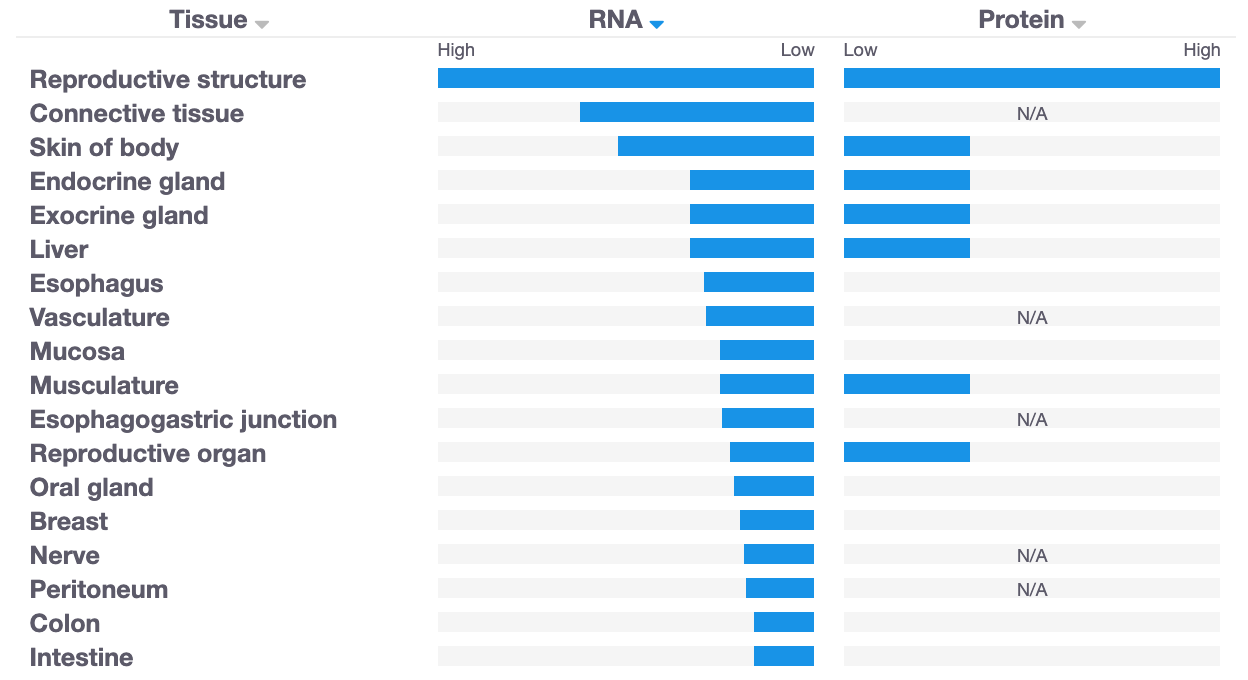 Tissue RNA Protein
High Low Low High
Reproductive structure
Connective tissue N/A
Skin of body
Endocrine gland
Exocrine gland
Liver
Esophagus
Vasculature N/A
Mucosa
Musculature
Esophagogastric junction N/A
Reproductive organ
Oral gland
Breast
Nerve N/A
Peritoneum N/A
Colon
Intestine